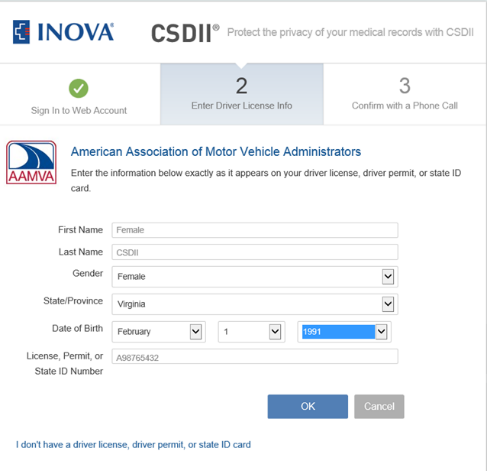 INOVA® CSDII® Protect the privacy of your medical records with CSDII
2 3
Sign In to Web Account Enter Driver License Info Confirm with a Phone Call
AAMVA
American Association of Motor Vehicle Administrators
Enter the information below exactly as it appears on your driver license, driver permit, or state ID
card.
First Name Female
Last Name CSDII
Gender Female
State/Province Virginia
Date of Birth February 1 1991
License, Permit, or A98765432
State ID Number
OK Cancel
I don't have a driver license, driver permit, or state ID card